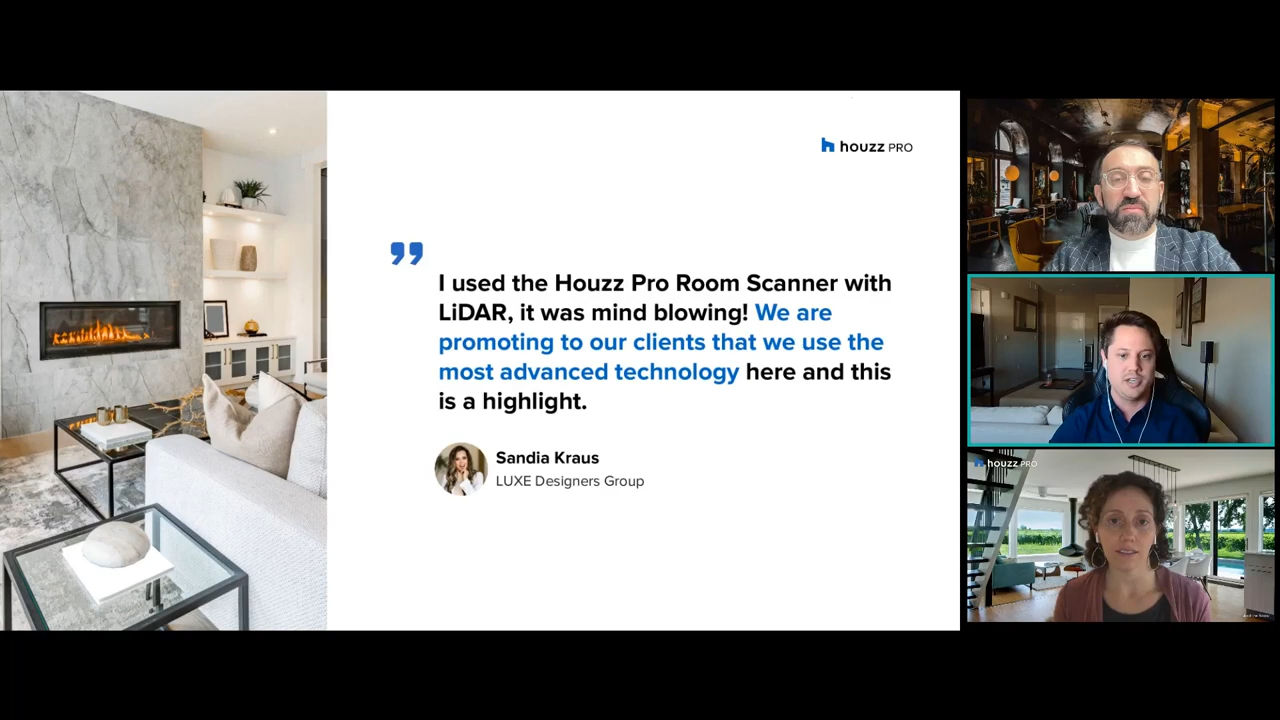 houzz PRO
”
I used the Houzz Pro Room Scanner with
LiDAR, it was mind blowing! We are
promoting to our clients that we use the
most advanced technology here and this
is a highlight.
Sandia Kraus
LUXE Designers Group
houzz PRO